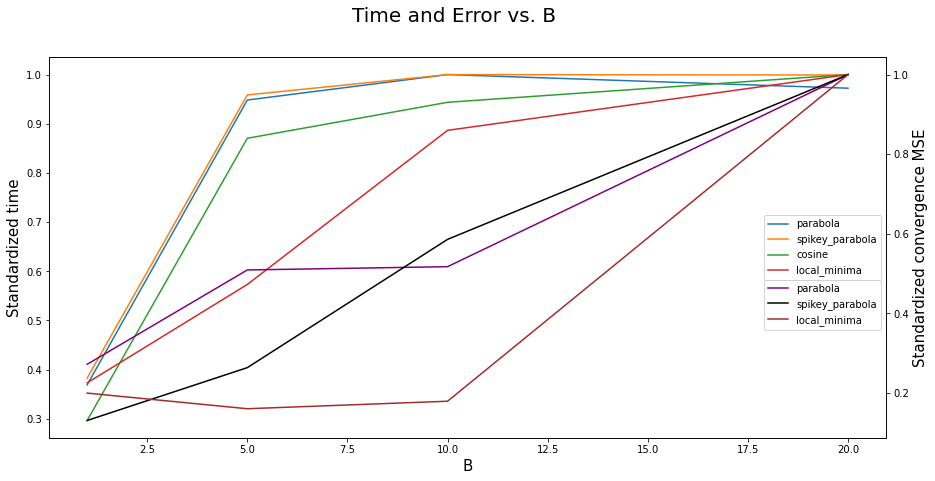 Time and Error vs. B
1.0
0.9
0.8
0.7
0.6
0.5
0.4
0.3
Standardized time
1.0
0.8
0.6
0.4
0.2
Standardized convergence MSE
parabola
spikey_parabola
cosine
local_minima
parabola
spikey_parabola
local_minima
2.5 5.0 7.5 10.0 12.5 15.0 17.5 20.0
B